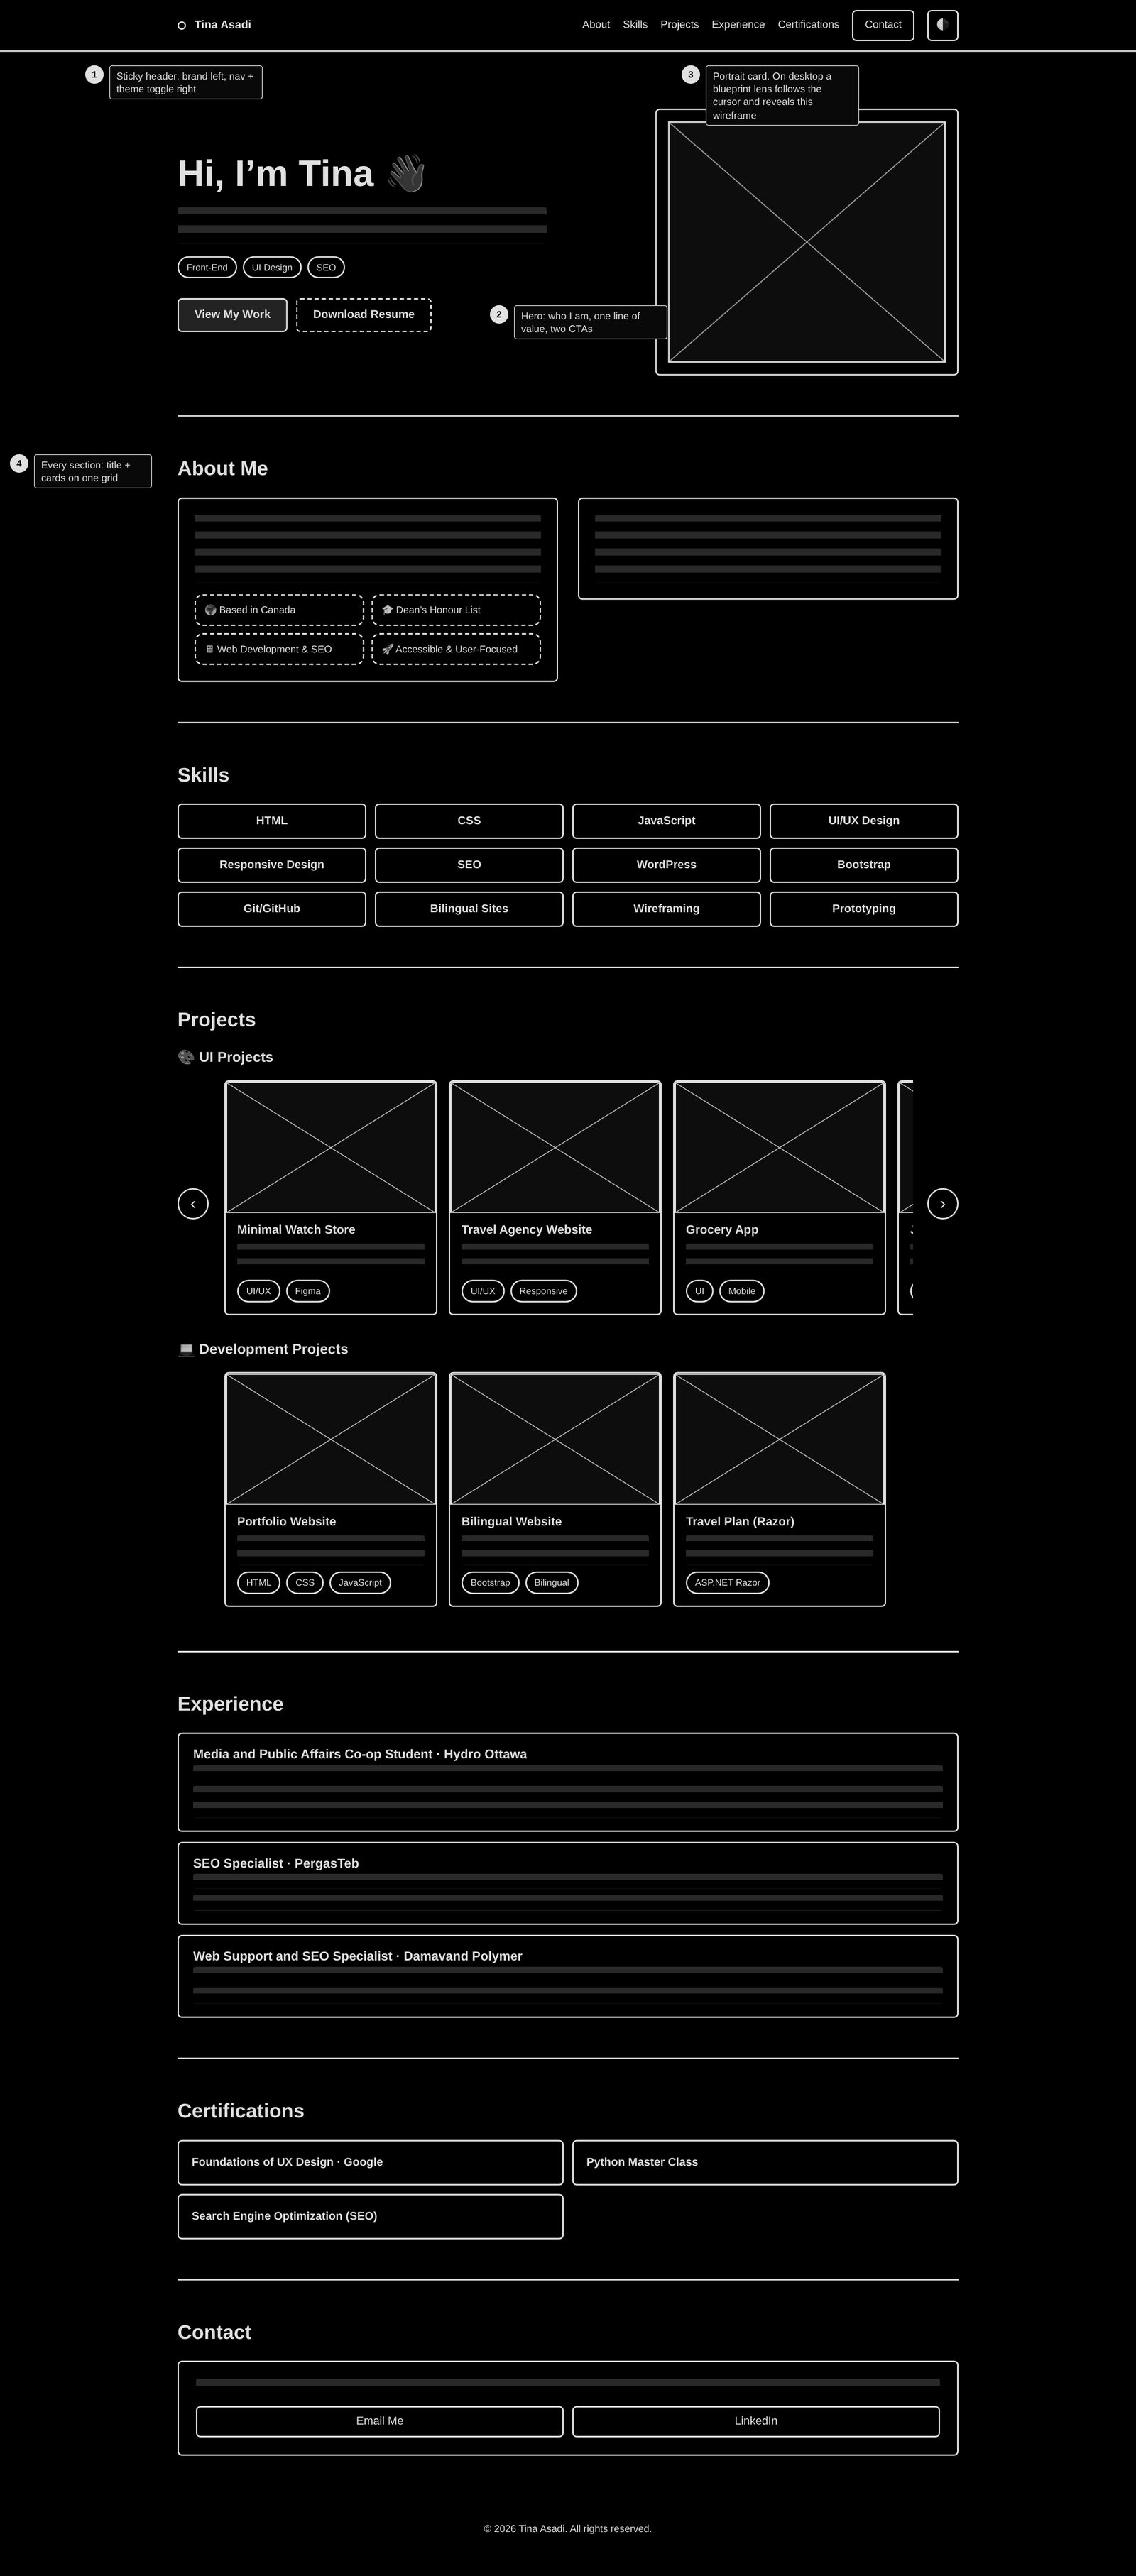 Tina Asadi
About Skills Projects Experience Certifications Contact
1 Sticky header: brand left, nav +
theme toggle right
3 Portrait card. On desktop a
blueprint lens follows the
cursor and reveals this
wireframe
Hi, I’m Tina 👋
Front-End UI Design SEO
View My Work Download Resume
2 Hero: who I am, one line of
value, two CTAs
4 Every section: title +
cards on one grid
About Me
🌍 Based in Canada
🎓 Dean’s Honour List
🖥 Web Development & SEO
🚀 Accessible & User-Focused
Skills
HTML CSS JavaScript UI/UX Design
Responsive Design SEO WordPress Bootstrap
Git/GitHub Bilingual Sites Wireframing Prototyping
Projects
🎨 UI Projects
‹ ›
Minimal Watch Store Travel Agency Website Grocery App
UI/UX Figma UI/UX Responsive UI Mobile
💻 Development Projects
Portfolio Website Bilingual Website Travel Plan (Razor)
HTML CSS JavaScript Bootstrap Bilingual ASP.NET Razor
Experience
Media and Public Affairs Co-op Student · Hydro Ottawa
SEO Specialist · PergasTeb
Web Support and SEO Specialist · Damavand Polymer
Certifications
Foundations of UX Design · Google
Python Master Class
Search Engine Optimization (SEO)
Contact
Email Me LinkedIn
© 2026 Tina Asadi. All rights reserved.